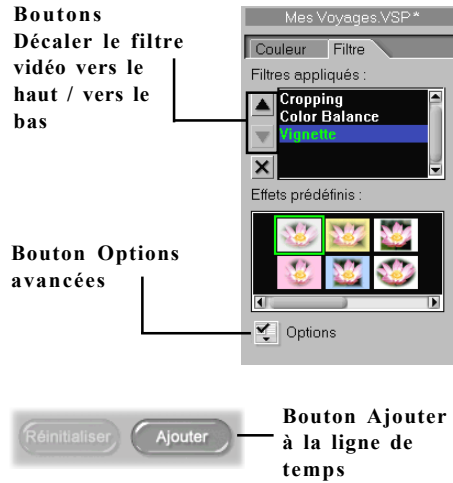 Boutons
Décaler le filtre
vidéo vers le
haut / vers le
bas
Mes Voyages.VSP*
Couleur Filtre
Filtres appliqués :
Cropping
Color Balance
Vignette
Effets prédéfinis :
Bouton Options
avancées
Options
Réinitialiser Ajouter
Bouton Ajouter
à la ligne de
temps